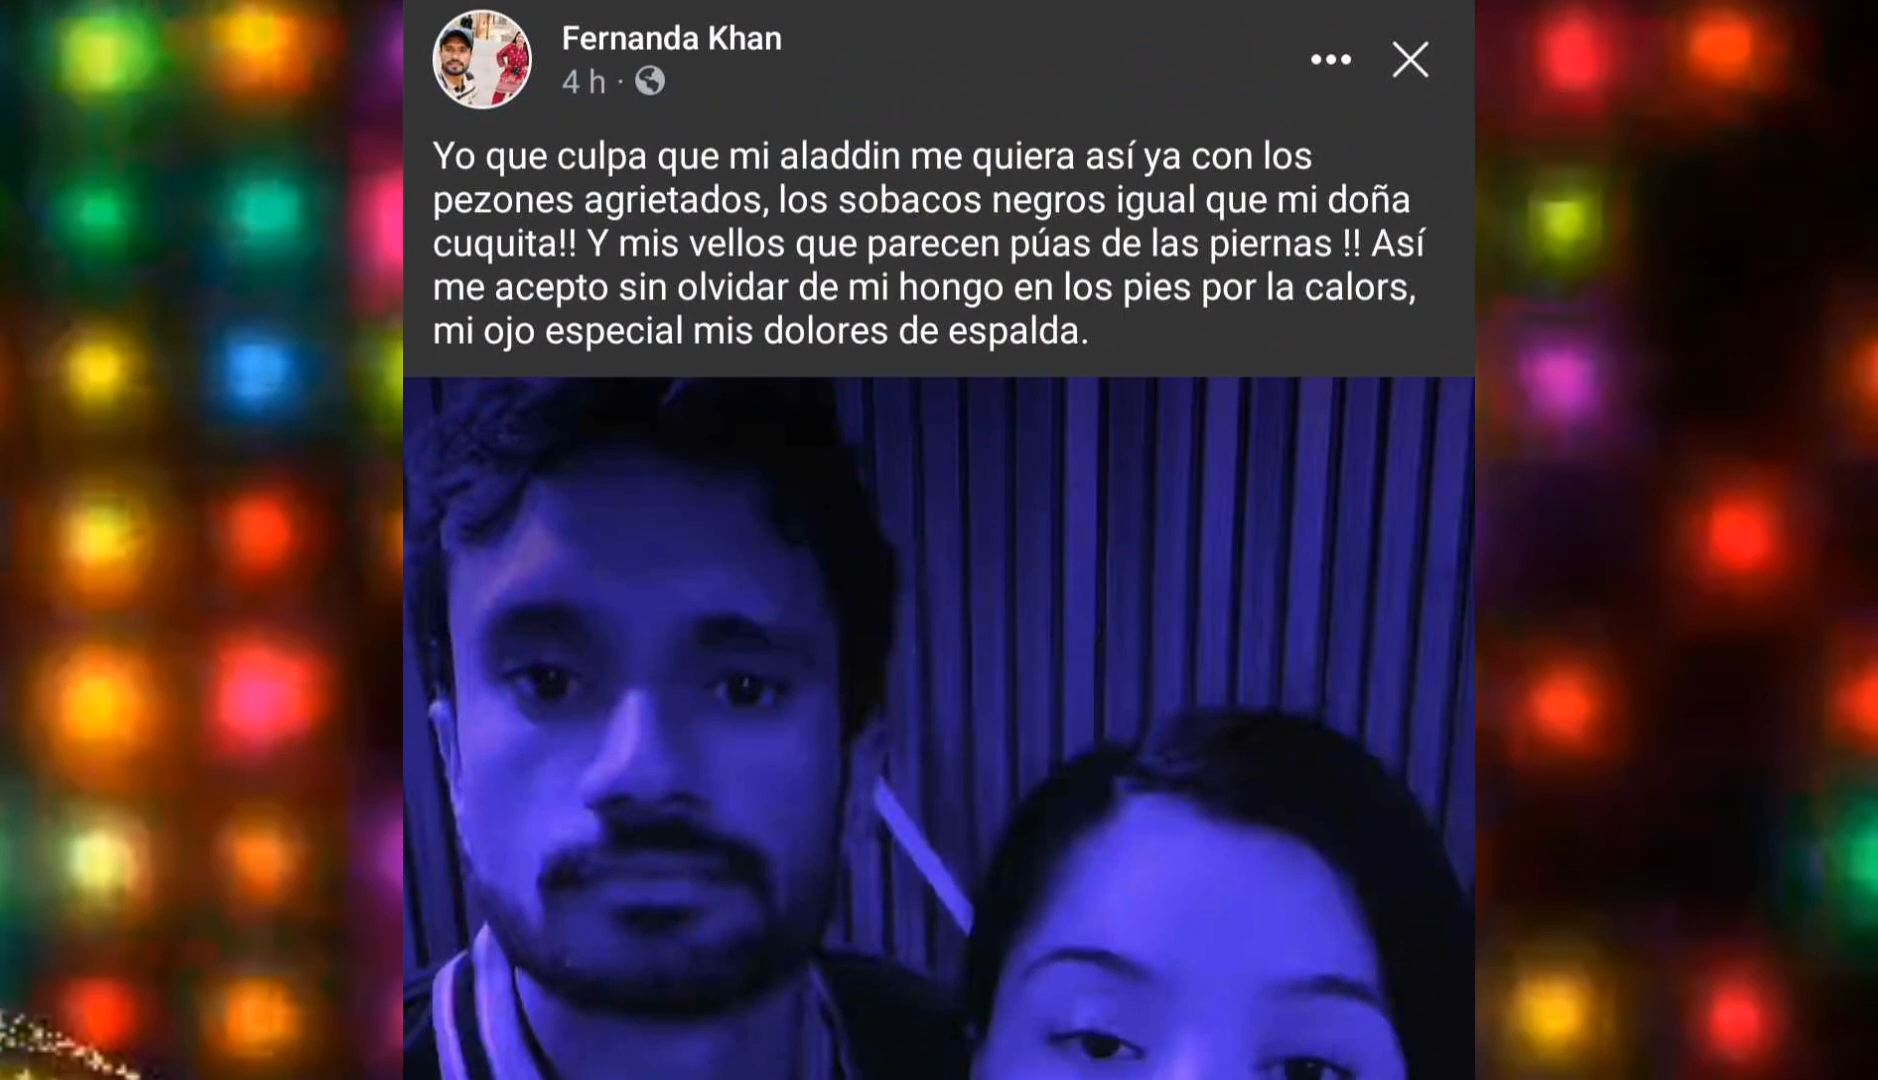 Fernanda Khan
4 h ·
Yo que culpa que mi aladdin me quiera así ya con los
pezones agrietados, los sobacos negros igual que mi doña
cuquita!! Y mis vellos que parecen púas de las piernas !! Así
me acepto sin olvidar de mi hongo en los pies por la calors,
mi ojo especial mis dolores de espalda.